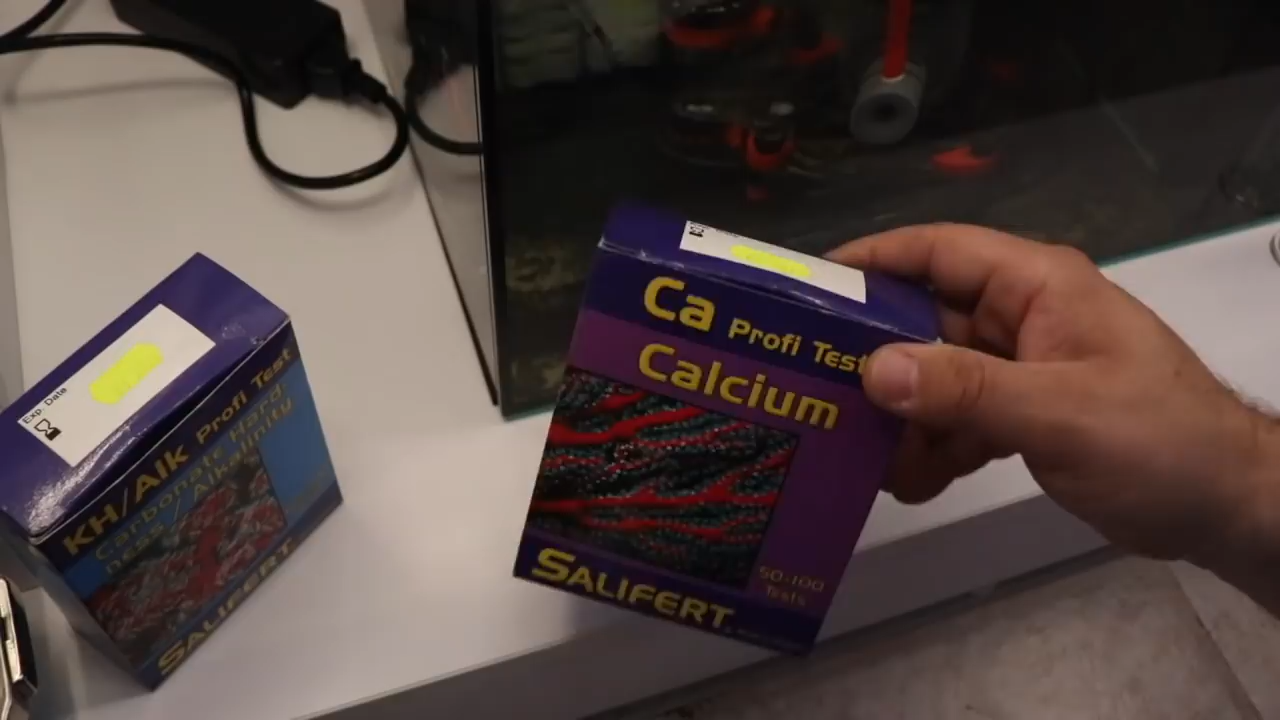 Exp. Date
KH/Alk Profi Test
Carbonate Hard-
ness/Alkalinity
SALIFERT
Ca Profi Test
Calcium
50-100
Tests
SALIFERT